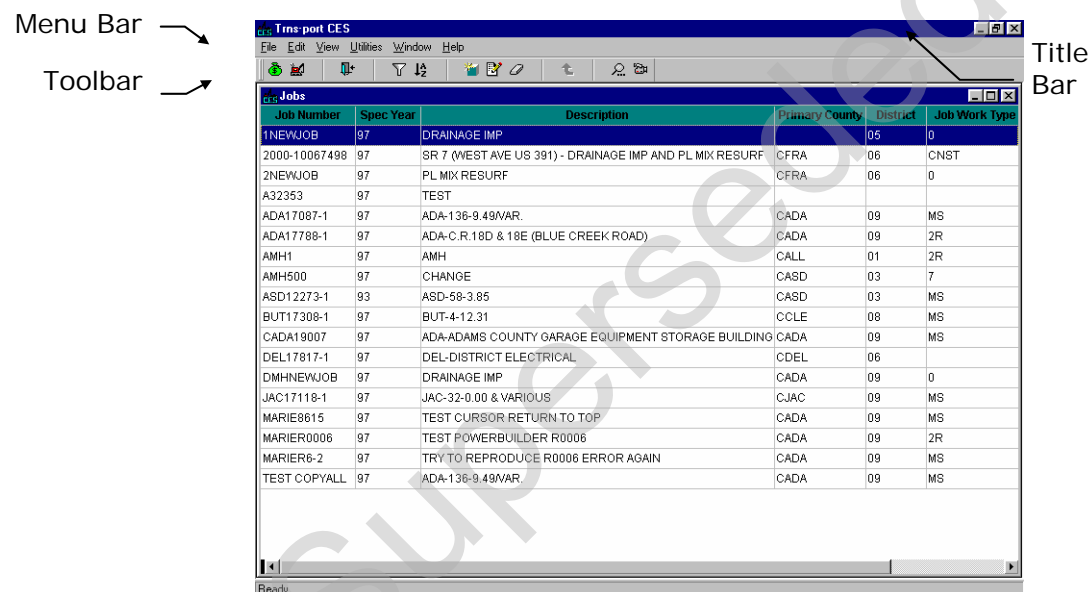 Menu Bar
Toolbar
Title
Bar
Trns·port CES
File Edit View Utilities Window Help
Jobs
Job Number Spec Year Description Primary County District Job Work Type
1NEWJOB 97 DRAINAGE IMP 05 0
2000-10067498 97 SR 7 (WEST AVE US 391) - DRAINAGE IMP AND PL MIX RESURF CFRA 06 CNST
2NEWJOB 97 PL MIX RESURF CFRA 06 0
A32353 97 TEST
ADA17087-1 97 ADA-136-9.49/VAR. CADA 09 MS
ADA17788-1 97 ADA-C.R.18D & 18E (BLUE CREEK ROAD) CADA 09 2R
AMH1 97 AMH CALL 01 2R
AMH500 97 CHANGE CASD 03 7
ASD12273-1 93 ASD-58-3.85 CASD 03 MS
BUT17308-1 97 BUT-4-12.31 CCLE 08 MS
CADA19007 97 ADA-ADAMS COUNTY GARAGE EQUIPMENT STORAGE BUILDING CADA 09 MS
DEL17817-1 97 DEL-DISTRICT ELECTRICAL CDEL 06
DMHNEWJOB 97 DRAINAGE IMP CADA 09 0
JAC17118-1 97 JAC-32-0.00 & VARIOUS CJAC 09 MS
MARIE8615 97 TEST CURSOR RETURN TO TOP CADA 09 MS
MARIER0006 97 TEST POWERBUILDER R0006 CADA 09 2R
MARIER6-2 97 TRY TO REPRODUCE R0006 ERROR AGAIN CADA 09 MS
TEST COPYALL 97 ADA-136-9.49/VAR. CADA 09 MS
Ready
Superseded